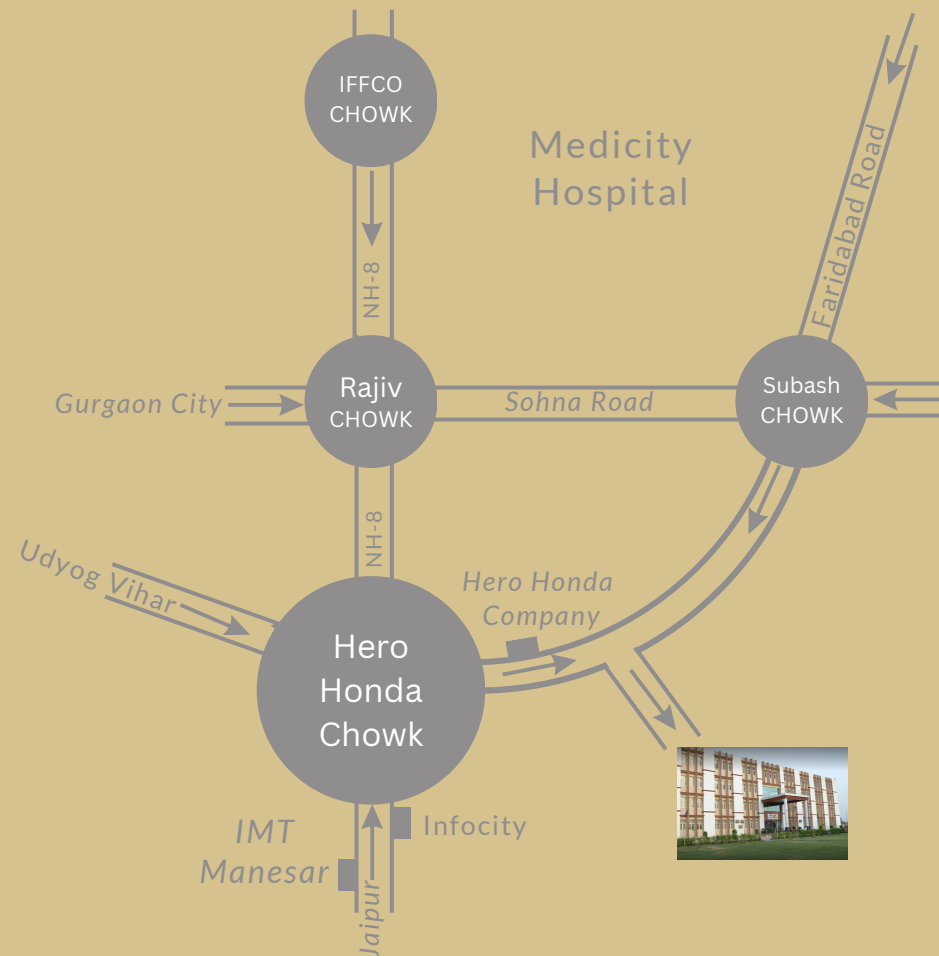 IFFCO
CHOWK
Medicity
Hospital
Faridabad Road
NH-8
Gurgaon City
Rajiv
CHOWK
Sohna Road
Subash
CHOWK
NH-8
Udyog Vihar
Hero Honda
Company
Hero
Honda
Chowk
IMT
Manesar
Infocity
Jaipur